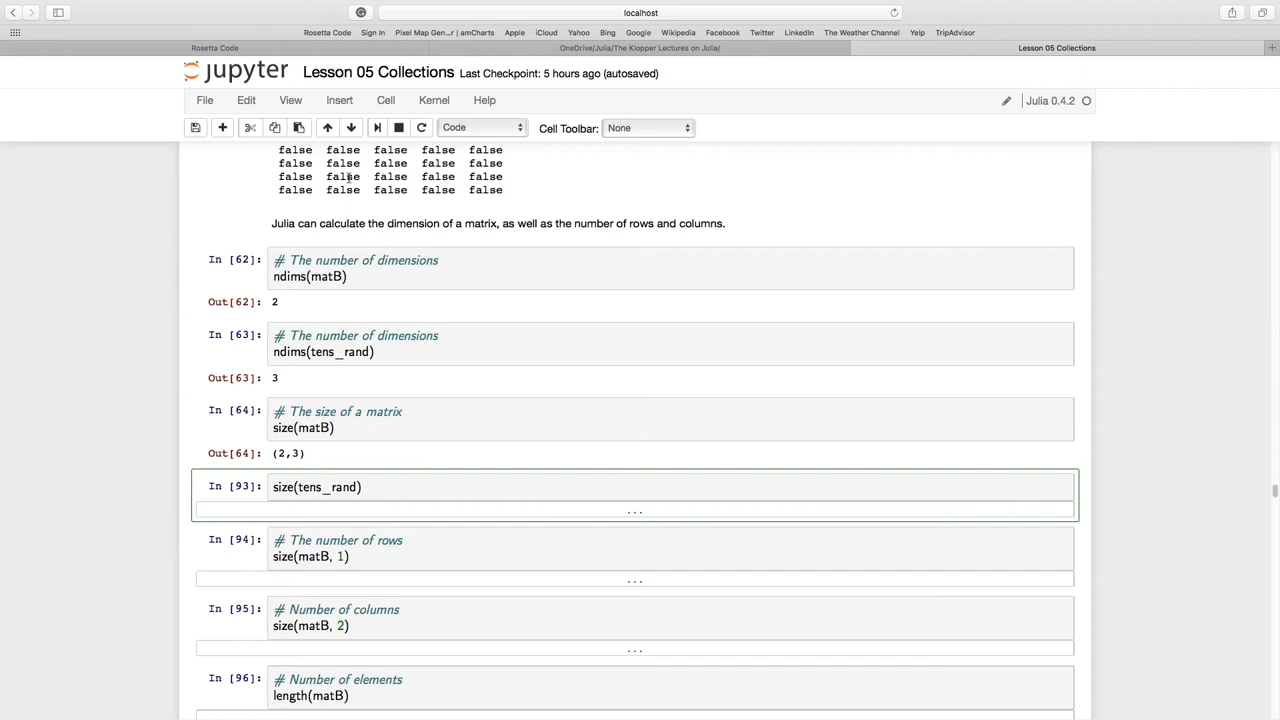 localhost
Rosetta Code Sign In Pixel Map Gen...r | amCharts Apple iCloud Yahoo Bing Google Wikipedia Facebook Twitter LinkedIn The Weather Channel Yelp TripAdvisor
Rosetta Code OneDrive/Julia/The Klopper Lectures on Julia/ Lesson 05 Collections
jupyter Lesson 05 Collections Last Checkpoint: 5 hours ago (autosaved)
File Edit View Insert Cell Kernel Help Julia 0.4.2
Code Cell Toolbar: None
false false false false false
false false false false false
false false false false false
false false false false false
Julia can calculate the dimension of a matrix, as well as the number of rows and columns.
In [62]: # The number of dimensions
ndims(matB)
Out[62]: 2
In [63]: # The number of dimensions
ndims(tens_rand)
Out[63]: 3
In [64]: # The size of a matrix
size(matB)
Out[64]: (2,3)
In [93]: size(tens_rand)
...
In [94]: # The number of rows
size(matB, 1)
...
In [95]: # Number of columns
size(matB, 2)
...
In [96]: # Number of elements
length(matB)